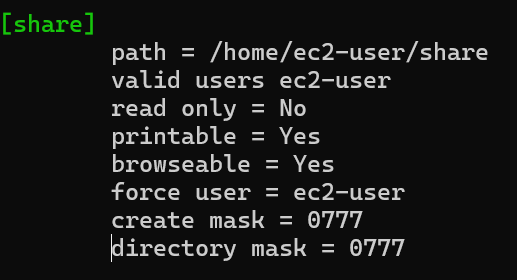 [share]
path = /home/ec2-user/share
valid users ec2-user
read only = No
printable = Yes
browseable = Yes
force user = ec2-user
create mask = 0777
directory mask = 0777